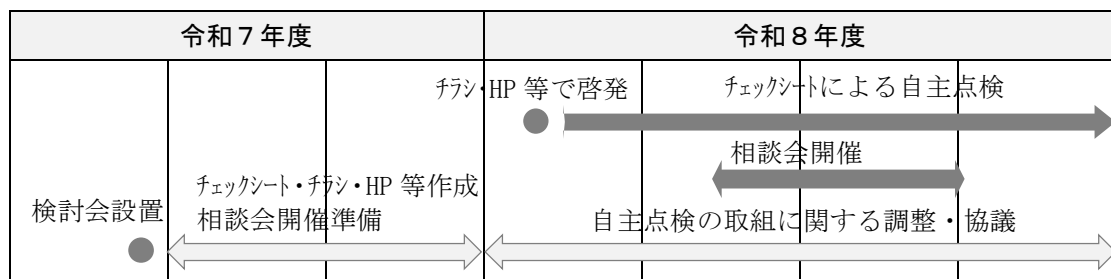 令和７年度
令和８年度
ﾁﾗｼ・HP 等で啓発
ﾁｪｯｸｼｰﾄによる自主点検
相談会開催
ﾁｪｯｸｼｰﾄ・ﾁﾗｼ・HP 等作成
検討会設置
相談会開催準備
自主点検の取組に関する調整・協議